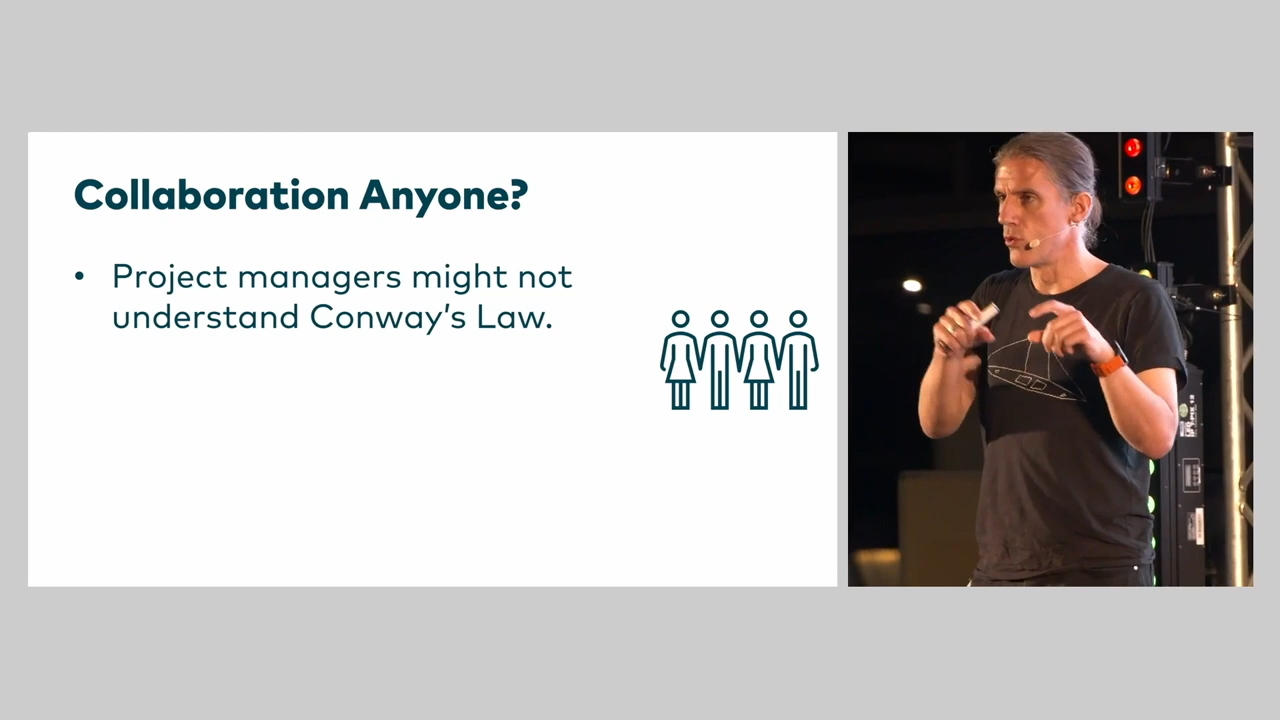 Collaboration Anyone?
• Project managers might not
understand Conway's Law.